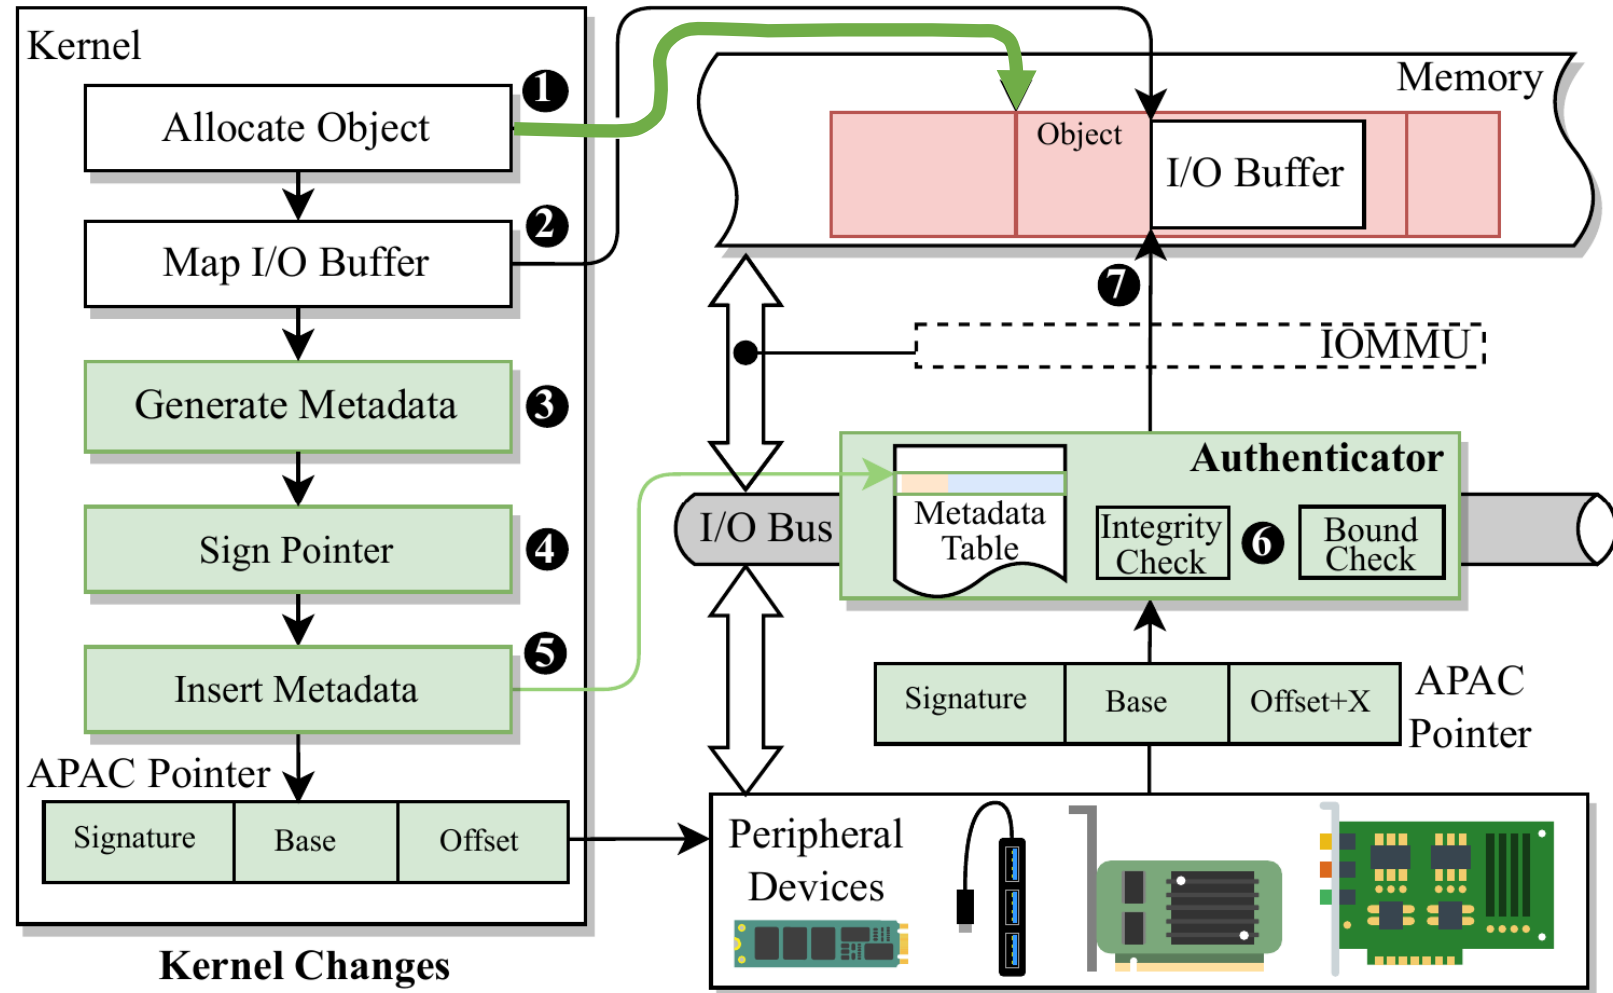 Kernel
1
Allocate Object
2
Map I/O Buffer
3
Generate Metadata
4
Sign Pointer
5
Insert Metadata
APAC Pointer
Signature
Base
Offset
Kernel Changes
Memory
Object
I/O Buffer
7
IOMMU
Authenticator
I/O Bus
Metadata
Table
Integrity
Check
6
Bound
Check
Signature
Base
Offset+X
APAC
Pointer
Peripheral
Devices